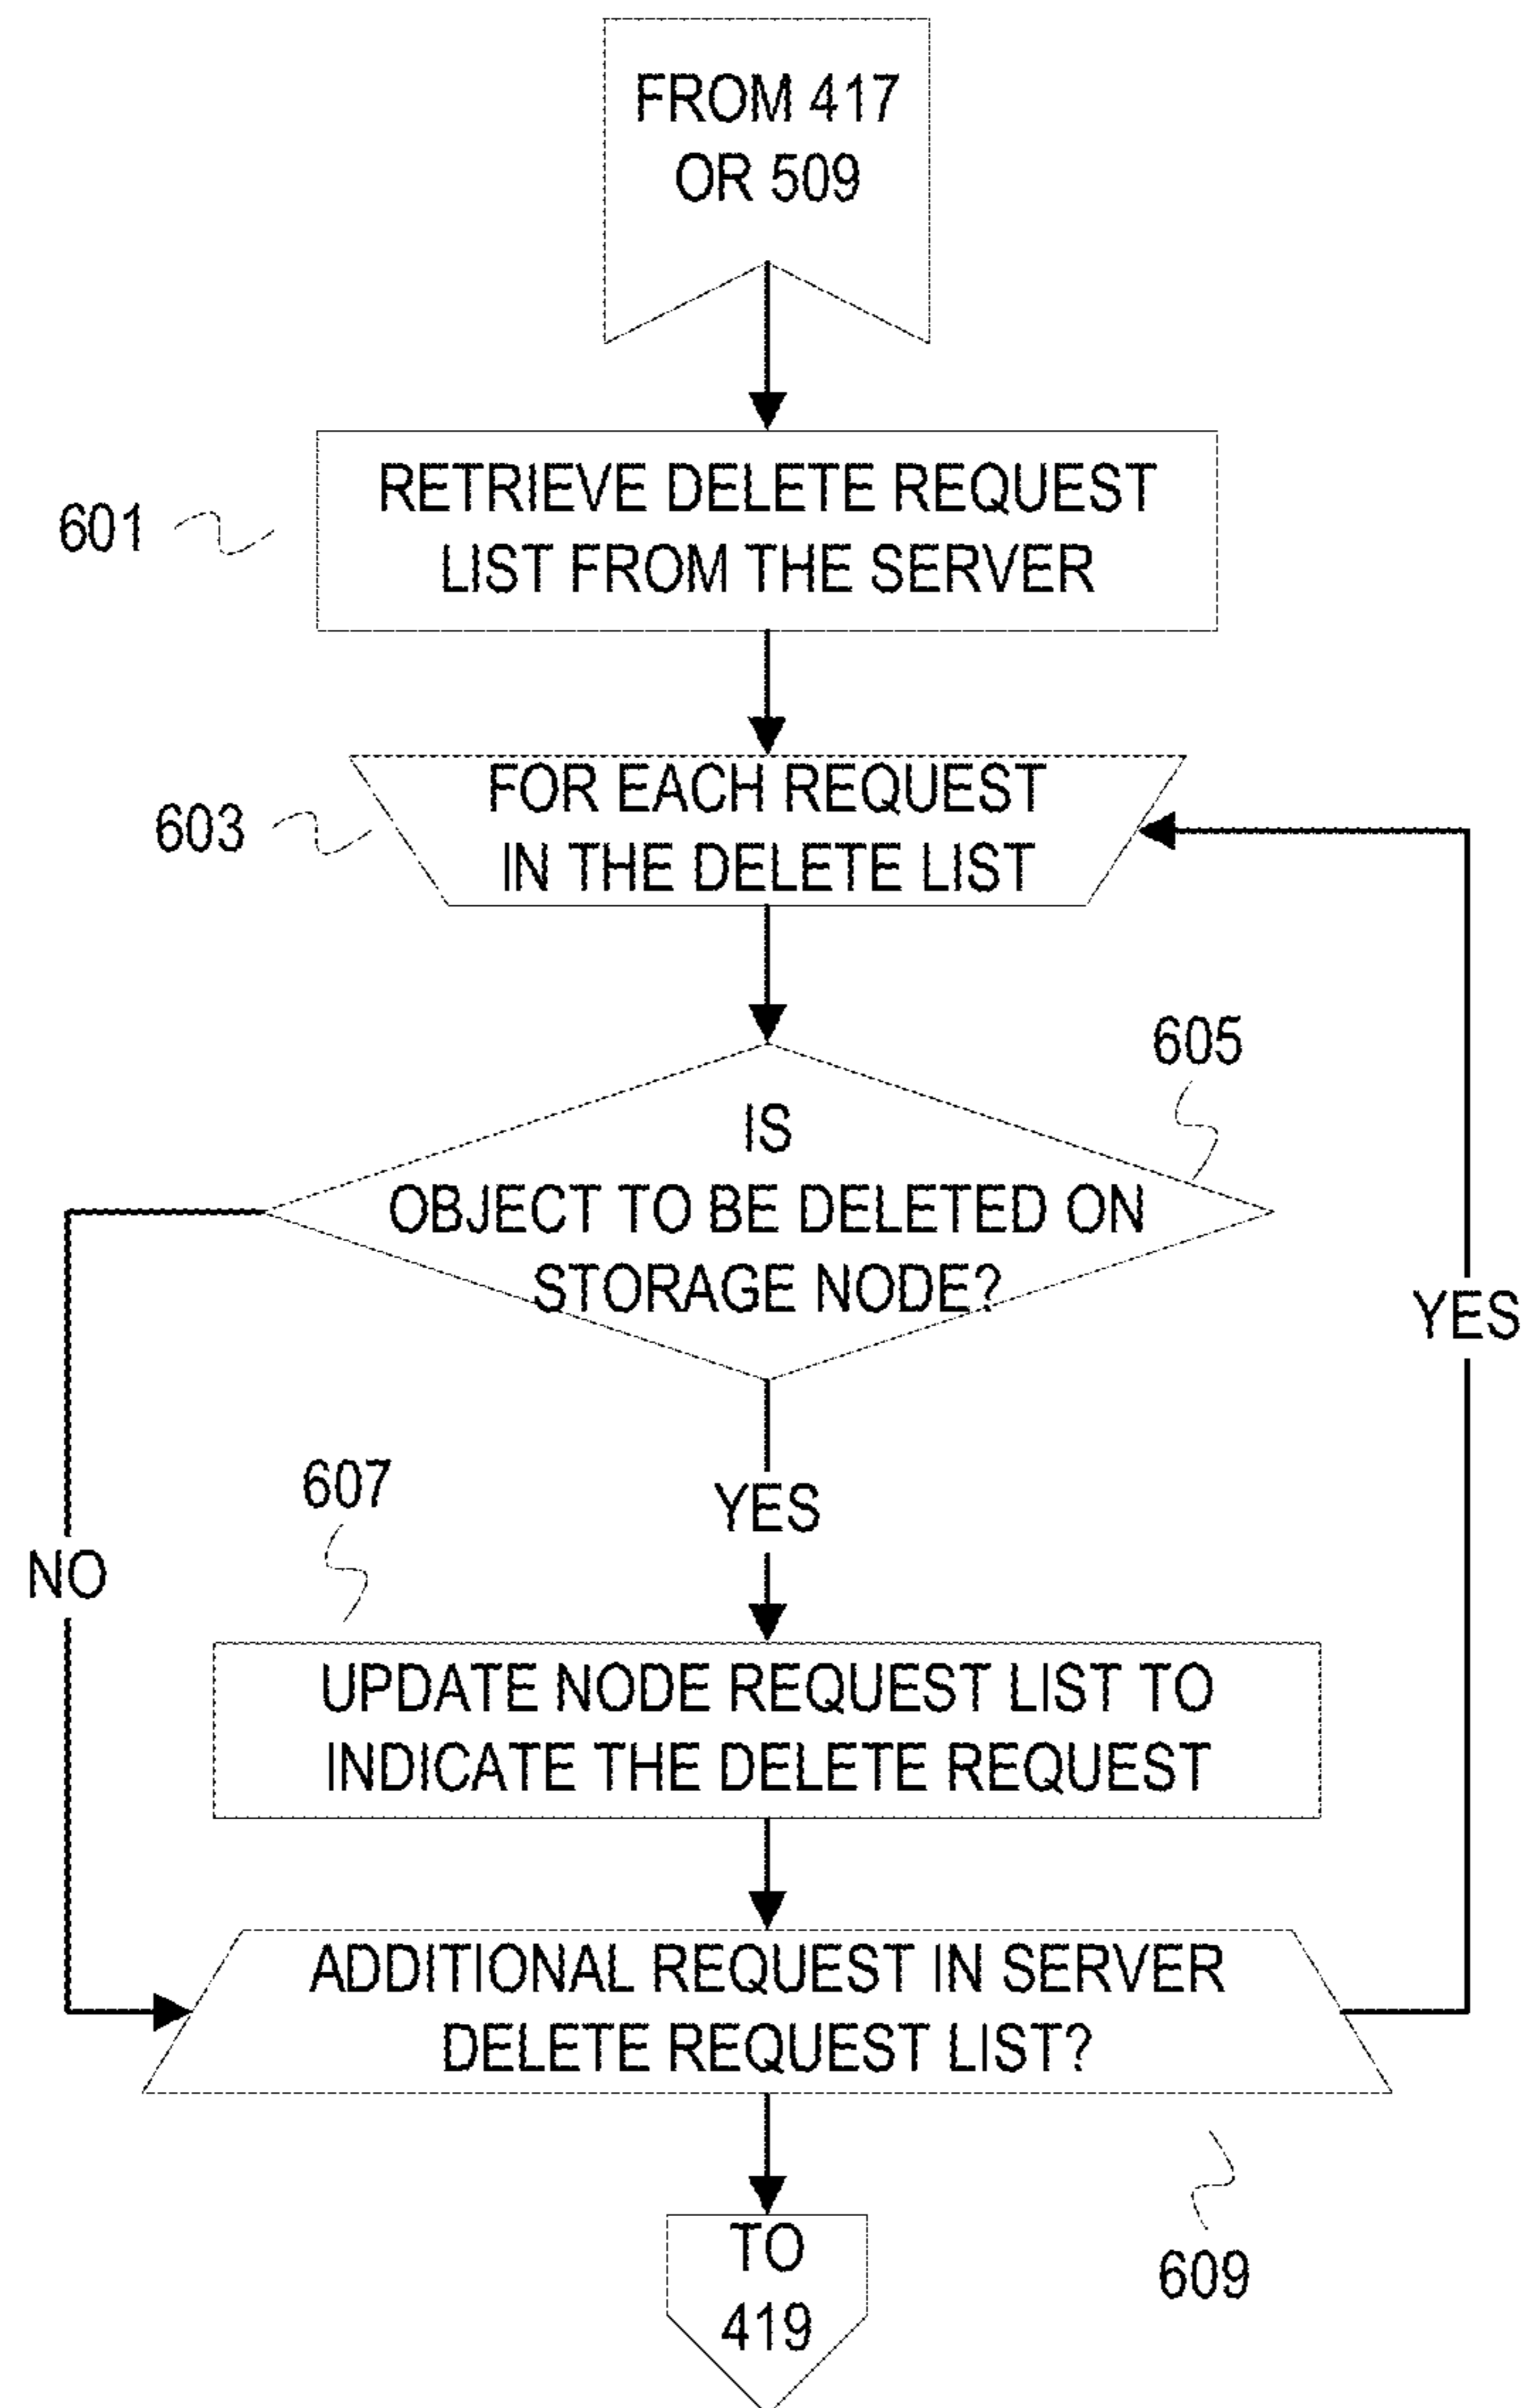 FROM 417
OR 509
601
RETRIEVE DELETE REQUEST
LIST FROM THE SERVER
603
FOR EACH REQUEST
IN THE DELETE LIST
605
IS
OBJECT TO BE DELETED ON
STORAGE NODE?
YES
607
YES
NO
UPDATE NODE REQUEST LIST TO
INDICATE THE DELETE REQUEST
ADDITIONAL REQUEST IN SERVER
DELETE REQUEST LIST?
609
TO
419